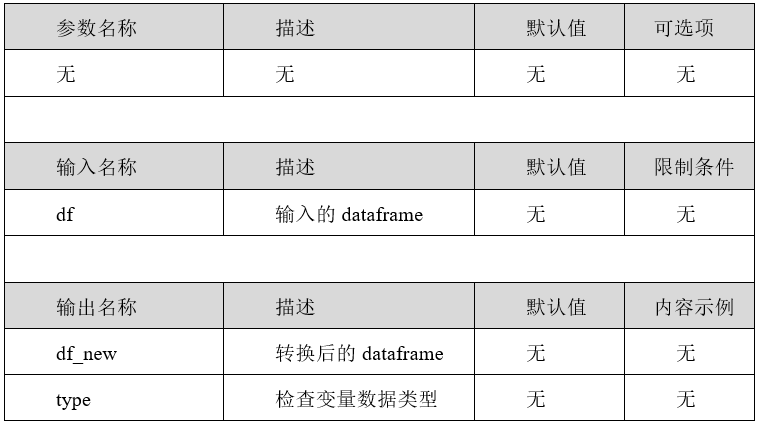 参数名称 描述 默认值 可选项
无 无 无 无
输入名称 描述 默认值 限制条件
df 输入的 dataframe 无 无
输出名称 描述 默认值 内容示例
df_new 转换后的 dataframe 无 无
type 检查变量数据类型 无 无